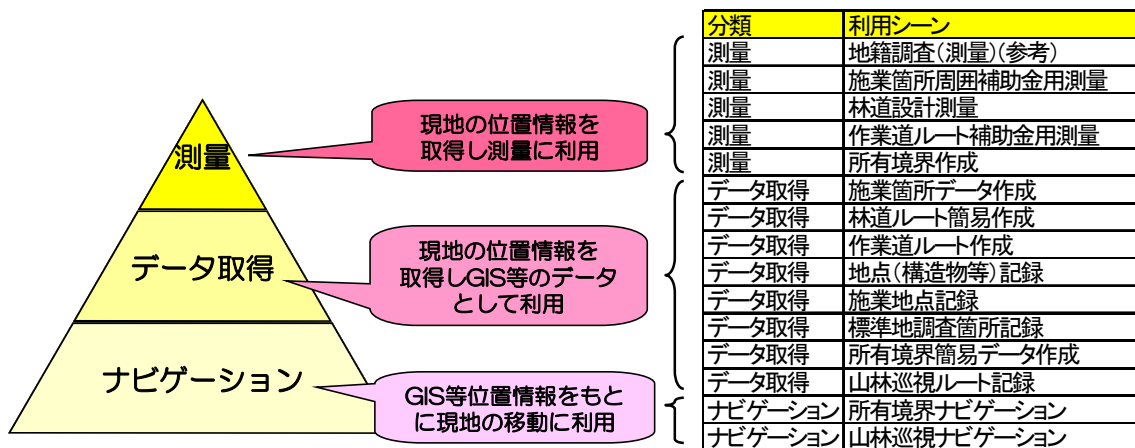 測量
データ取得
ナビゲーション
現地の位置情報を
取得し測量に利用
現地の位置情報を
取得しGIS等のデータ
として利用
GIS等位置情報をもと
に現地の移動に利用
分類 利用シーン
測量 地籍調査(測量)(参考)
測量 施業箇所周囲補助金用測量
測量 林道設計測量
測量 作業道ルート補助金用測量
測量 所有境界作成
データ取得 施業箇所データ作成
データ取得 林道ルート簡易作成
データ取得 作業道ルート作成
データ取得 地点(構造物等)記録
データ取得 施業地点記録
データ取得 標準地調査箇所記録
データ取得 所有境界簡易データ作成
データ取得 山林巡視ルート記録
ナビゲーション 所有境界ナビゲーション
ナビゲーション 山林巡視ナビゲーション